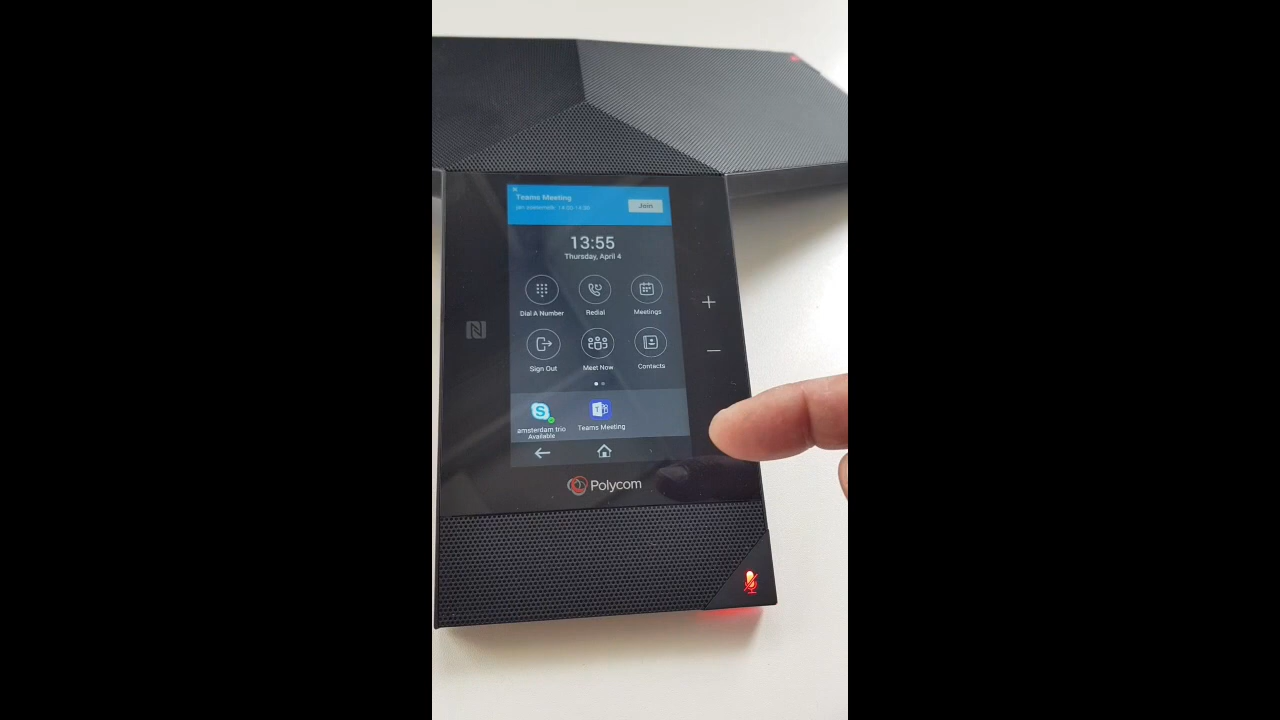 Teams Meeting
Join
13:55
Thursday, April 4
Dial A Number
Redial
Meetings
Sign Out
Meet Now
Contacts
amsterdam trio
Available
Teams Meeting
Polycom